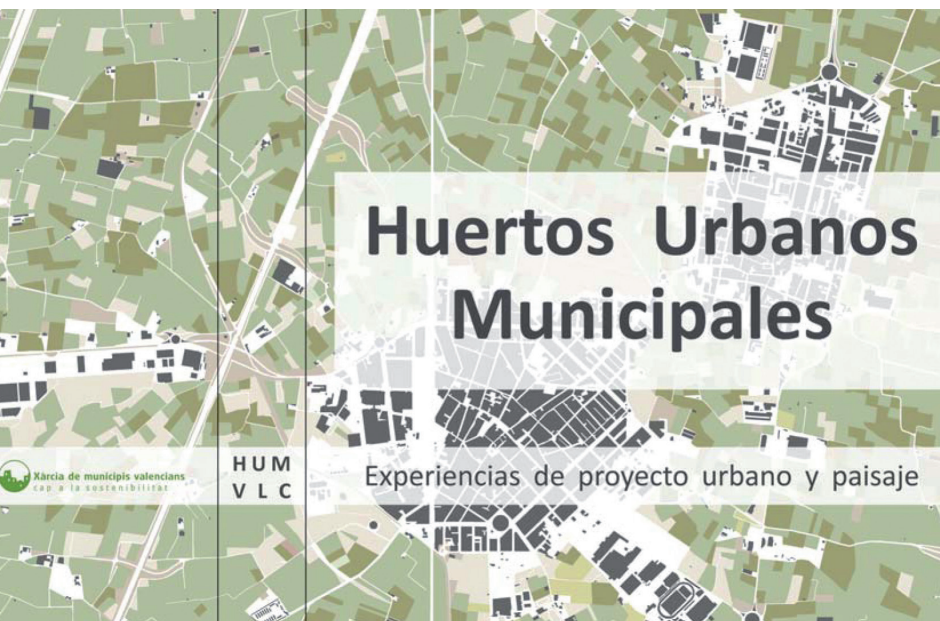 Huertos Urbanos
Municipales
Xàrcia de municipis valencians
cap a la sostenibilitat
HUM
VLC
Experiencias de proyecto urbano y paisaje